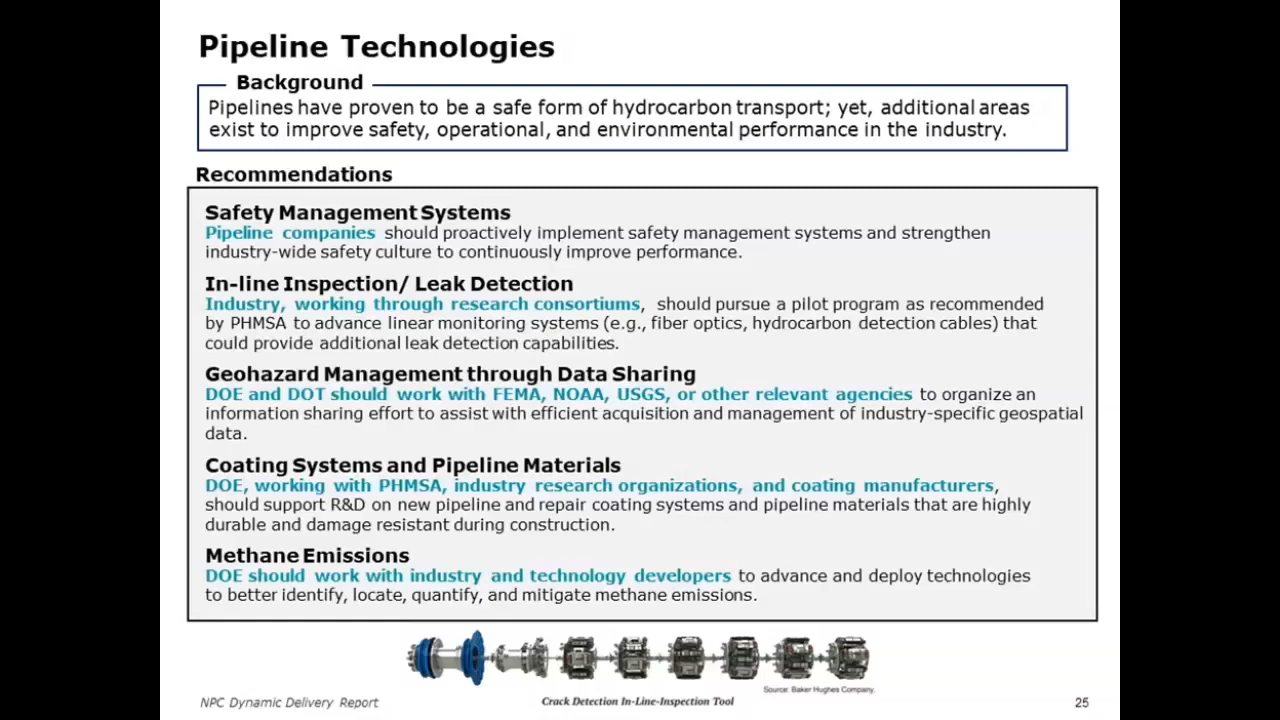 Pipeline Technologies
Background
Pipelines have proven to be a safe form of hydrocarbon transport; yet, additional areas
exist to improve safety, operational, and environmental performance in the industry.
Recommendations
Safety Management Systems
Pipeline companies should proactively implement safety management systems and strengthen
industry-wide safety culture to continuously improve performance.
In-line Inspection/ Leak Detection
Industry, working through research consortiums, should pursue a pilot program as recommended
by PHMSA to advance linear monitoring systems (e.g., fiber optics, hydrocarbon detection cables) that
could provide additional leak detection capabilities.
Geohazard Management through Data Sharing
DOE and DOT should work with FEMA, NOAA, USGS, or other relevant agencies to organize an
information sharing effort to assist with efficient acquisition and management of industry-specific geospatial
data.
Coating Systems and Pipeline Materials
DOE, working with PHMSA, industry research organizations, and coating manufacturers,
should support R&D on new pipeline and repair coating systems and pipeline materials that are highly
durable and damage resistant during construction.
Methane Emissions
DOE should work with industry and technology developers to advance and deploy technologies
to better identify, locate, quantify, and mitigate methane emissions.
Source: Baker Hughes Company.
NPC Dynamic Delivery Report
Crack Detection In-Line-Inspection Tool
25